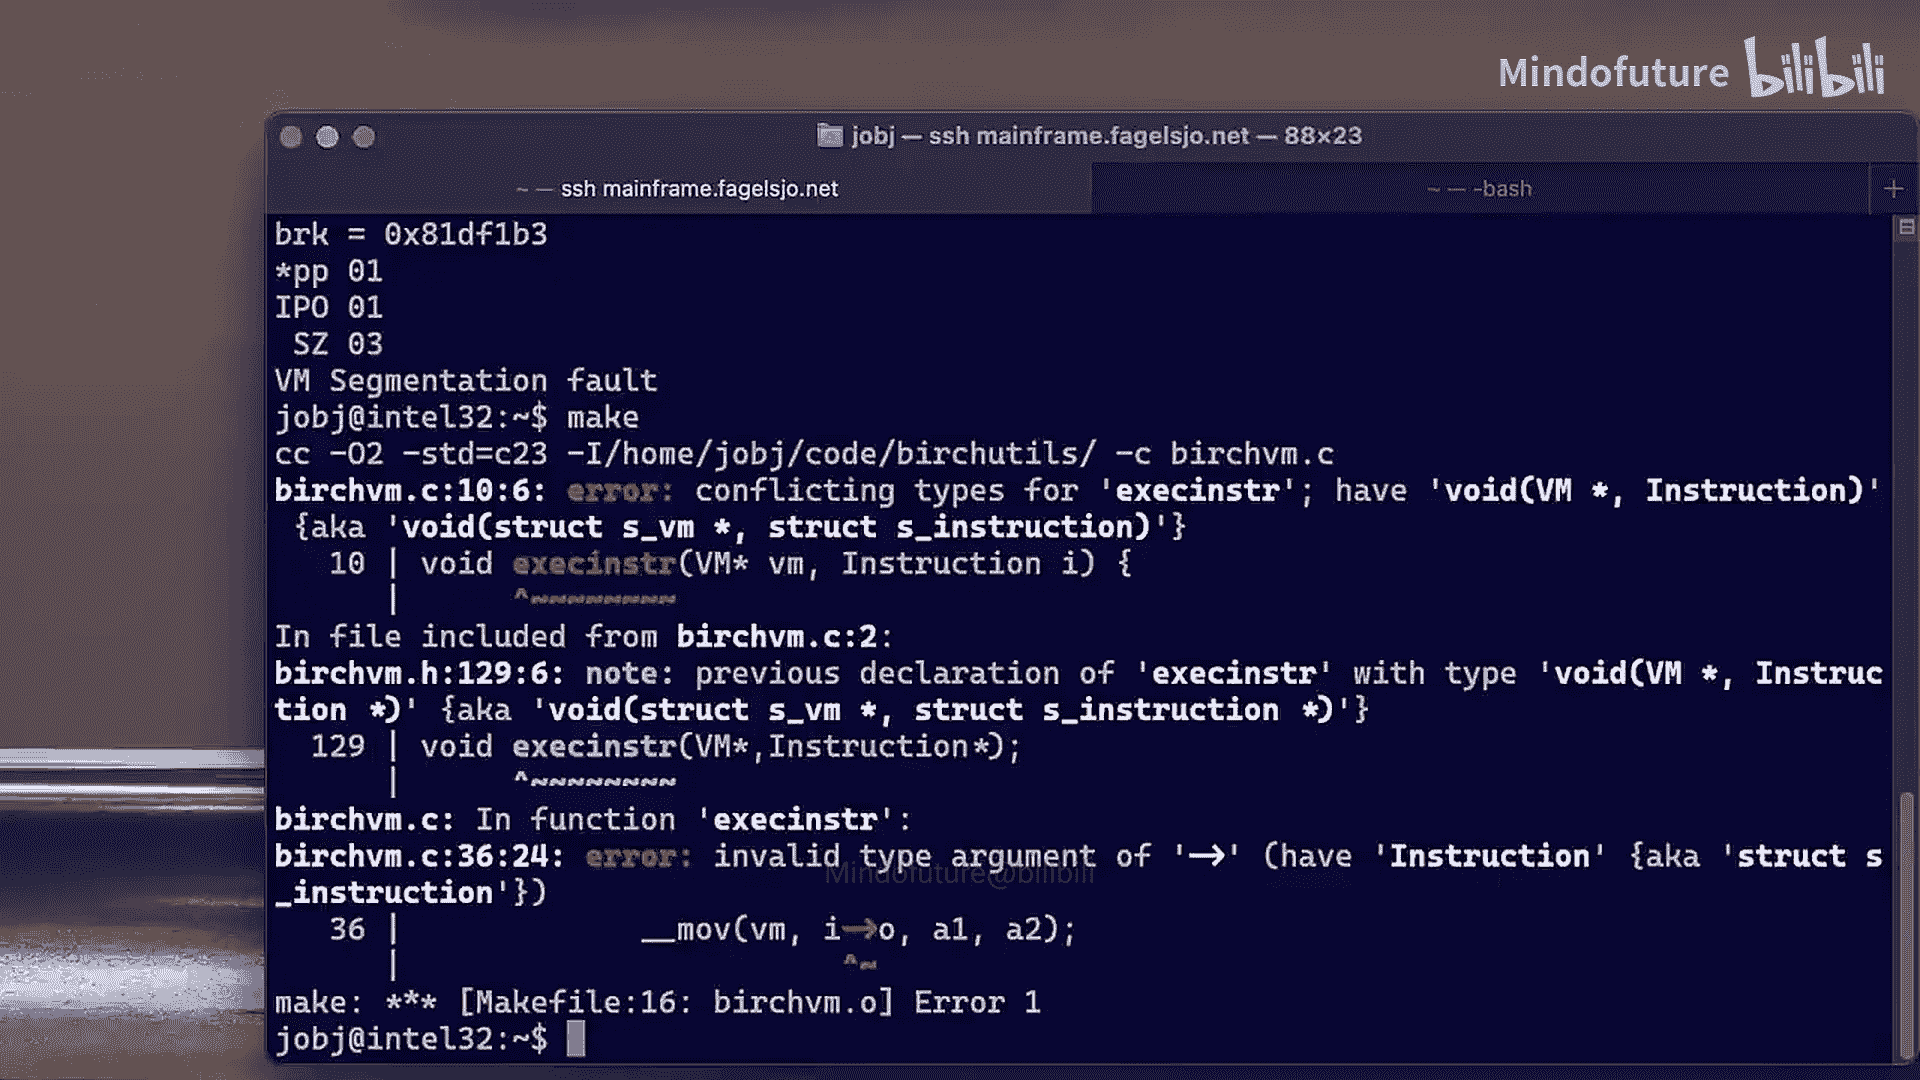 Mindofuture bilibili
jobj — ssh mainframe.fagelsjo.net — 88×23
~ — ssh mainframe.fagelsjo.net
~ — -bash
+
brk = 0x81df1b3
*pp 01
IPO 01
 SZ 03
VM Segmentation fault
jobj@intel32:~$ make
cc -O2 -std=c23 -I/home/jobj/code/birchutils/ -c birchvm.c
birchvm.c:10:6: error: conflicting types for 'execinstr'; have 'void(VM *, Instruction)'
 {aka 'void(struct s_vm *, struct s_instruction)'}
   10 | void execinstr(VM* vm, Instruction i) {
      |      ^~~~~~~~~
In file included from birchvm.c:2:
birchvm.h:129:6: note: previous declaration of 'execinstr' with type 'void(VM *, Instruc
tion *)' {aka 'void(struct s_vm *, struct s_instruction *)'}
  129 | void execinstr(VM*,Instruction*);
      |      ^~~~~~~~~
birchvm.c: In function 'execinstr':
birchvm.c:36:24: error: invalid type argument of '->' (have 'Instruction' {aka 'struct s
_instruction'})
Mindofuture@bilibili
   36 |             __mov(vm, i->o, a1, a2);
      |                        ^~
make: *** [Makefile:16: birchvm.o] Error 1
jobj@intel32:~$